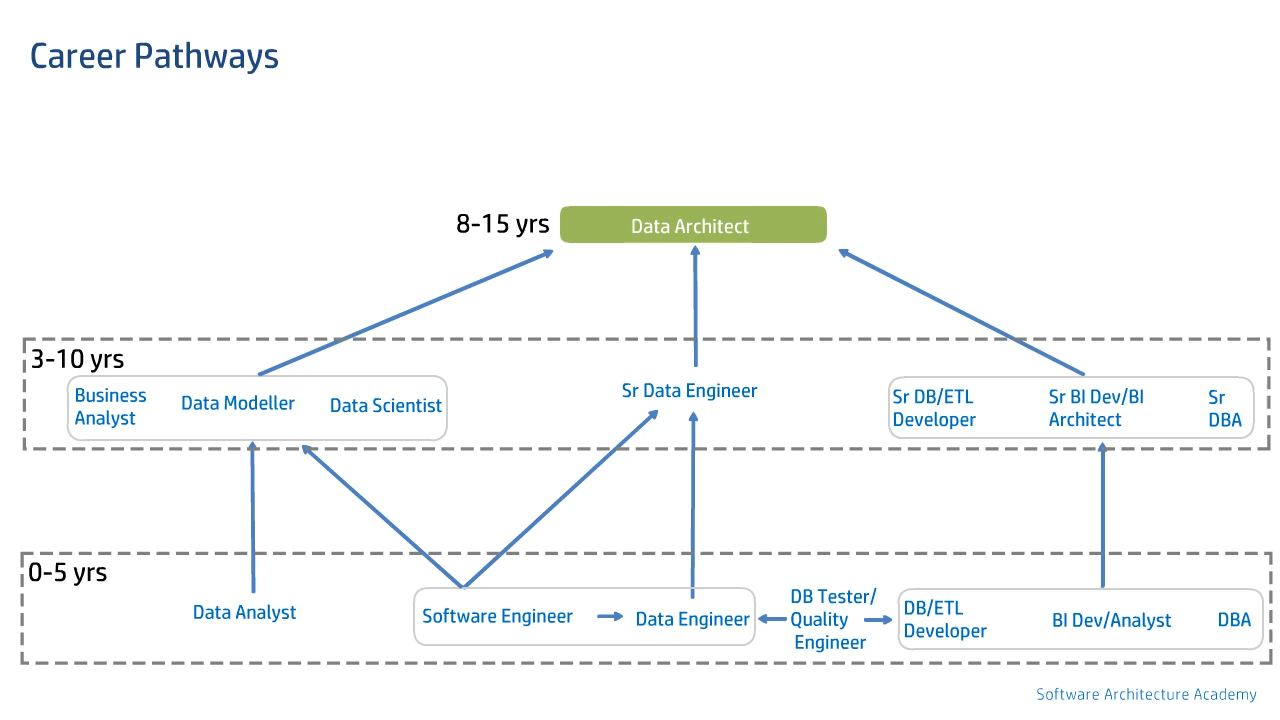 Career Pathways
8-15 yrs
Data Architect
3-10 yrs
Business
Analyst
Data Modeller
Data Scientist
Sr Data Engineer
Sr DB/ETL
Developer
Sr BI Dev/BI
Architect
Sr
DBA
0-5 yrs
Data Analyst
Software Engineer
Data Engineer
DB Tester/
Quality
Engineer
DB/ETL
Developer
BI Dev/Analyst
DBA
Software Architecture Academy